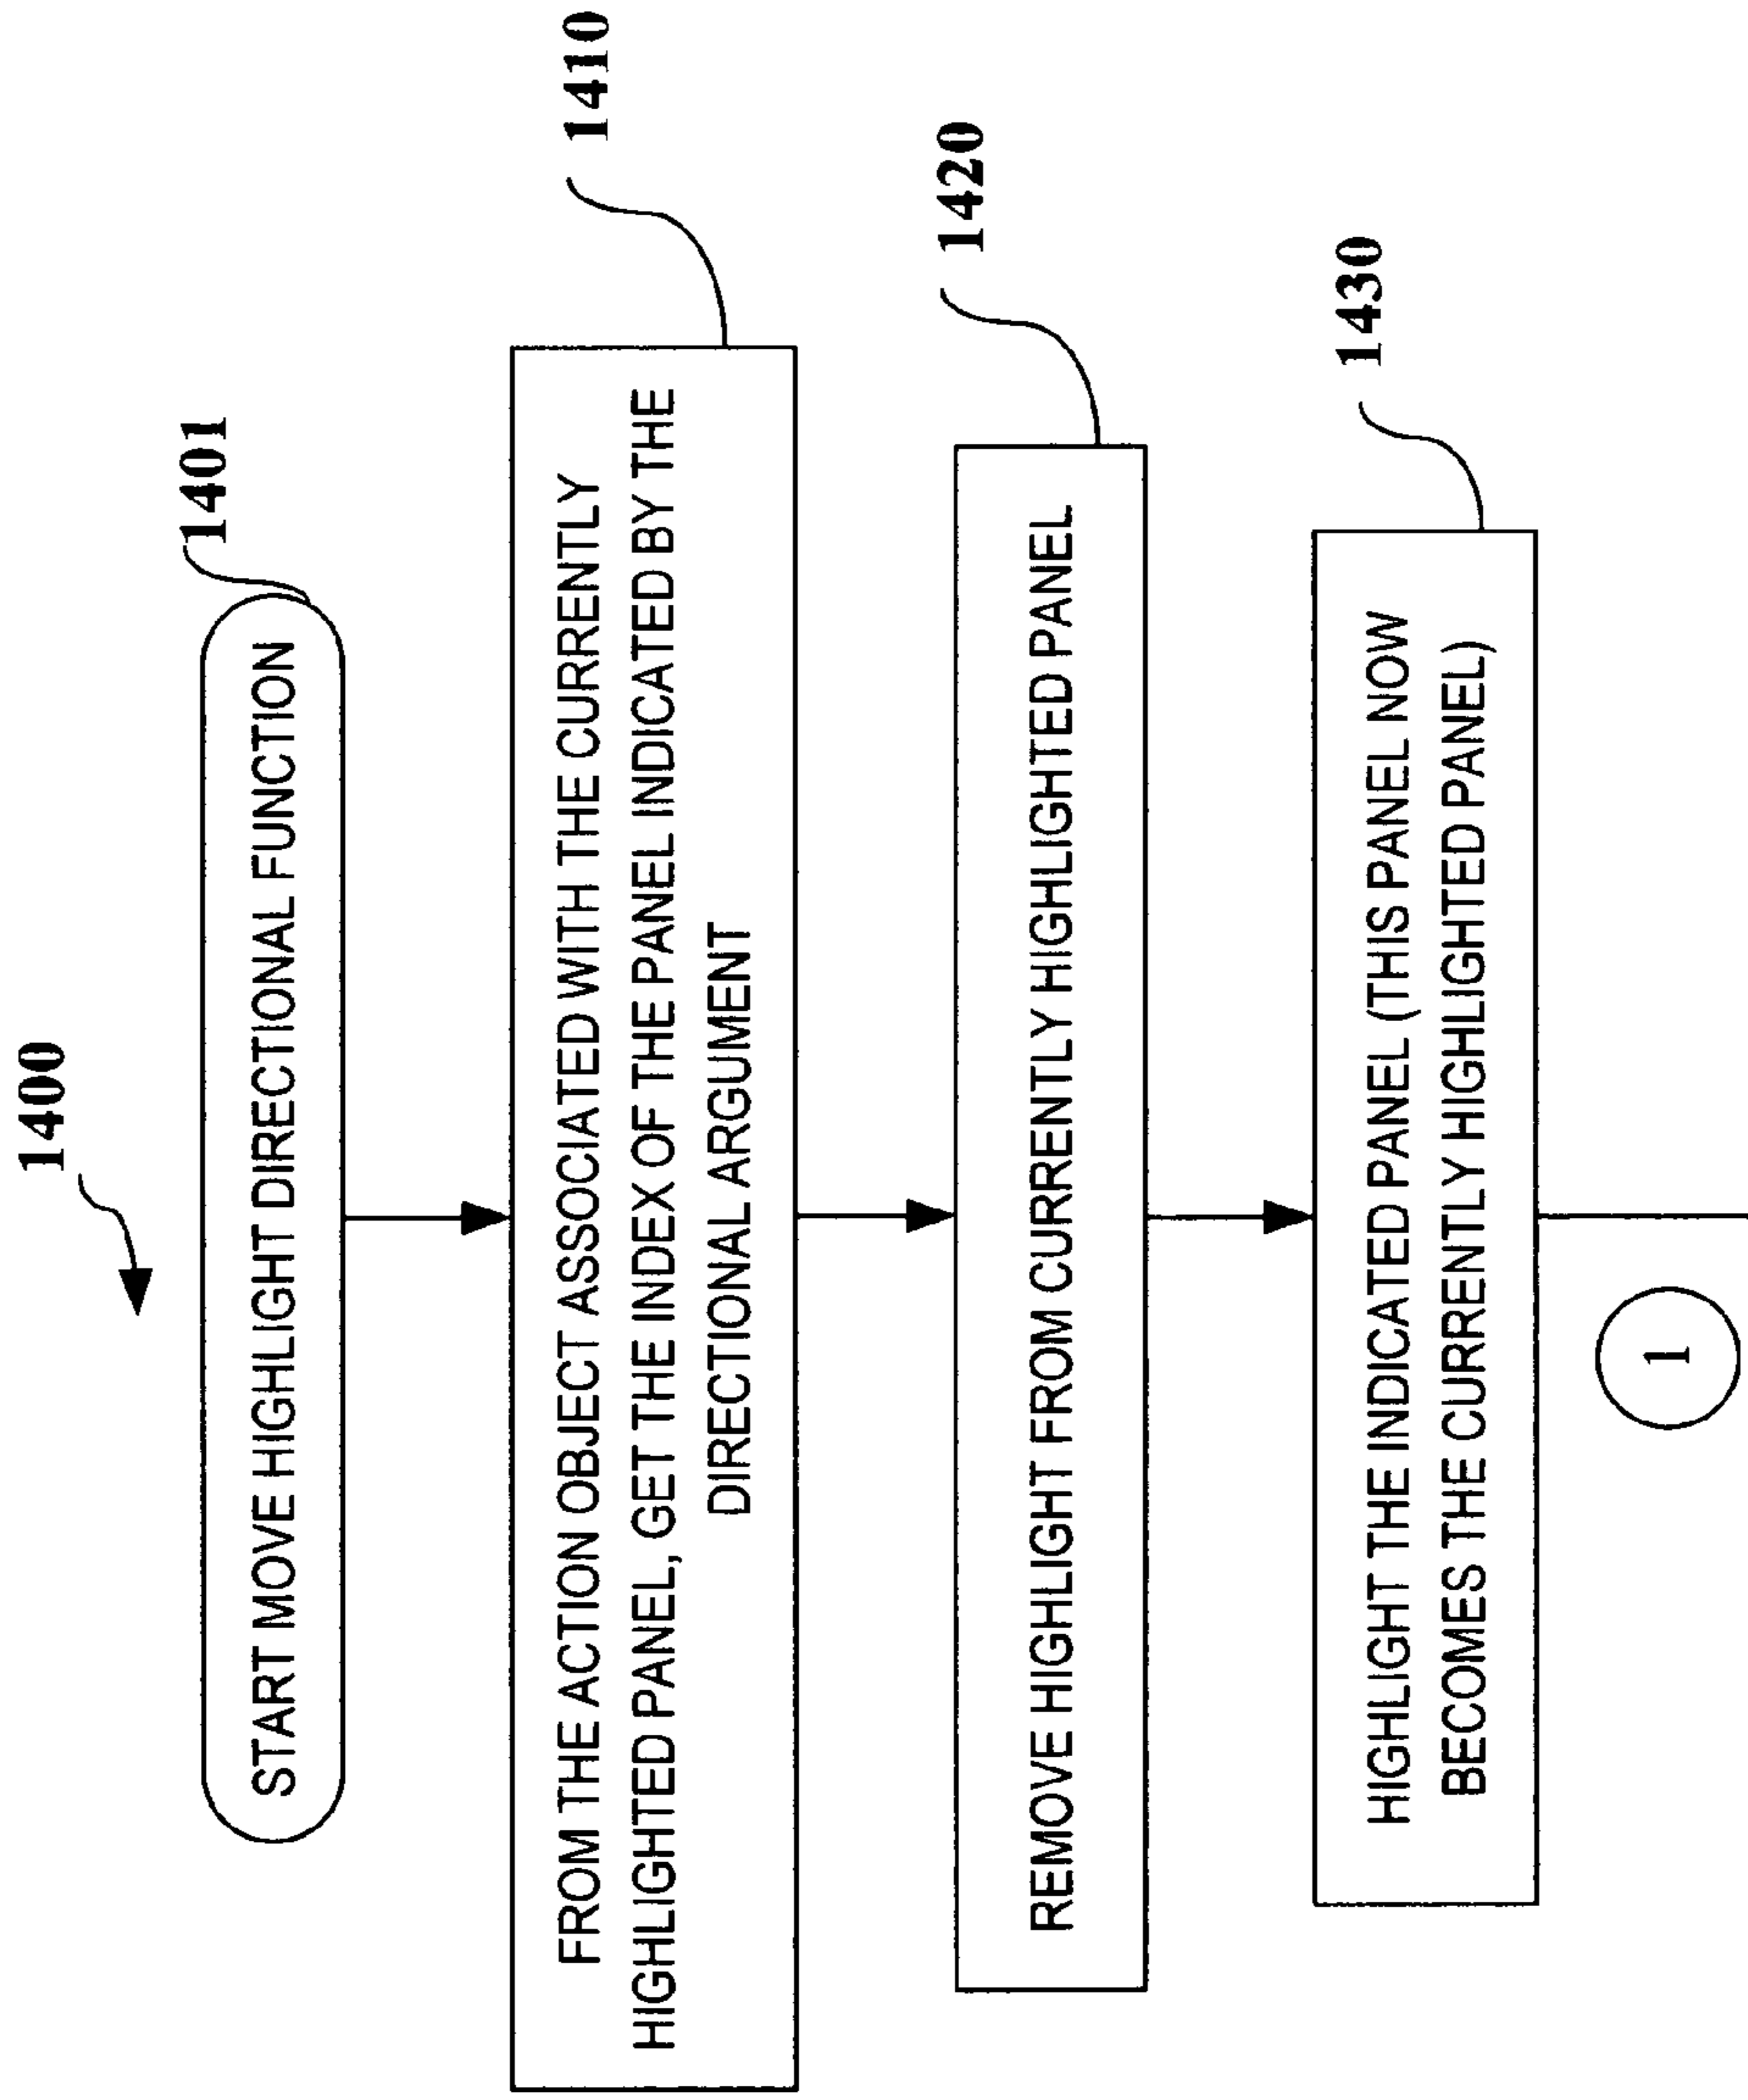 1400
START MOVE HIGHLIGHT DIRECTIONAL FUNCTION
1401
FROM THE ACTION OBJECT ASSOCIATED WITH THE CURRENTLY
HIGHLIGHTED PANEL, GET THE INDEX OF THE PANEL INDICATED BY THE
DIRECTIONAL ARGUMENT
1410
REMOVE HIGHLIGHT FROM CURRENTLY HIGHLIGHTED PANEL
1420
HIGHLIGHT THE INDICATED PANEL (THIS PANEL NOW
BECOMES THE CURRENTLY HIGHLIGHTED PANEL)
1430
1